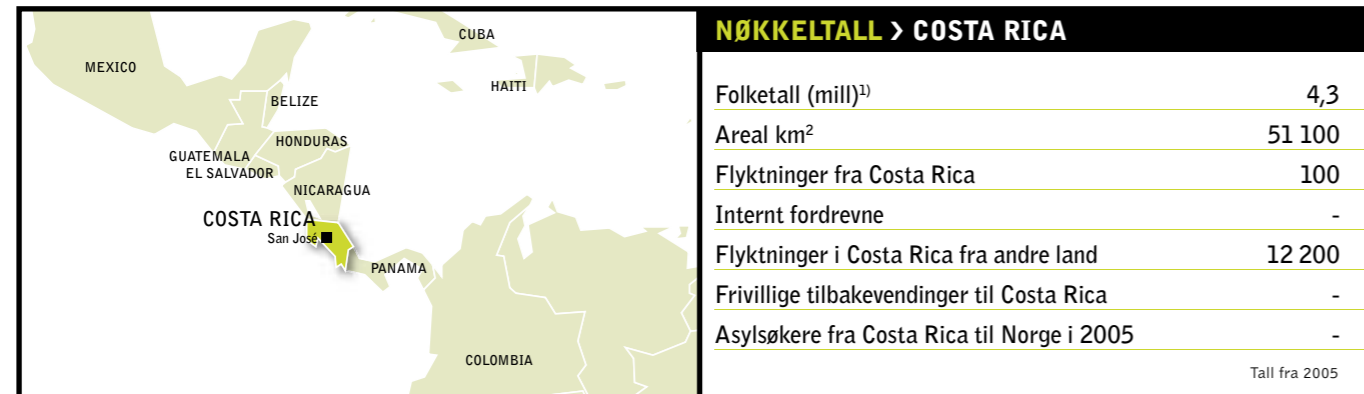 CUBA
MEXICO
HAITI
BELIZE
HONDURAS
GUATEMALA
EL SALVADOR
NICARAGUA
COSTA RICA
San José
PANAMA
COLOMBIA
NØKKELTALL › COSTA RICA
Folketall (mill)¹⁾ 4,3
Areal km² 51 100
Flyktninger fra Costa Rica 100
Internt fordrevne -
Flyktninger i Costa Rica fra andre land 12 200
Frivillige tilbakevendinger til Costa Rica -
Asylsøkere fra Costa Rica til Norge i 2005 -
Tall fra 2005